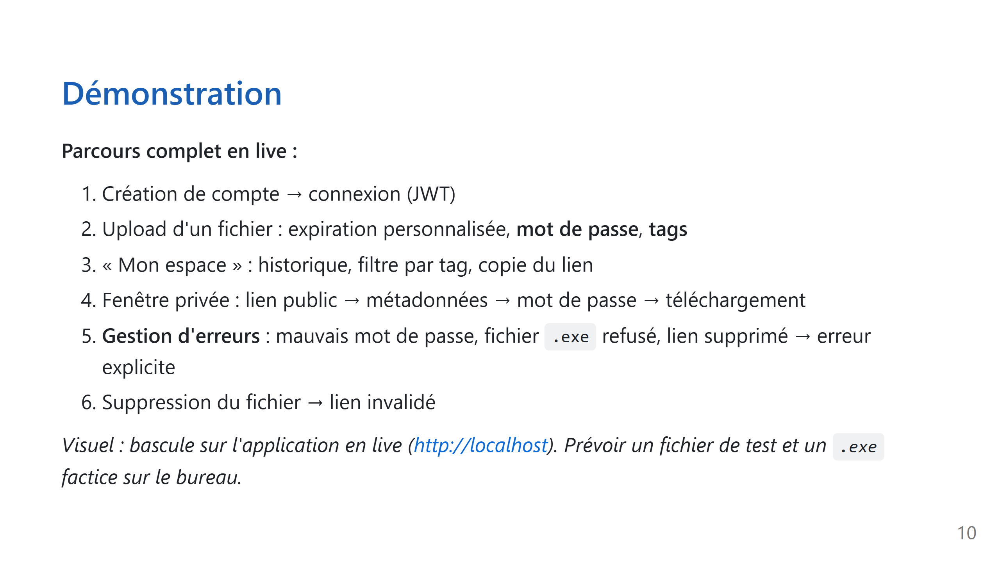 Démonstration
Parcours complet en live :
1. Création de compte → connexion (JWT)
2. Upload d'un fichier : expiration personnalisée, mot de passe, tags
3. « Mon espace » : historique, filtre par tag, copie du lien
4. Fenêtre privée : lien public → métadonnées → mot de passe → téléchargement
5. Gestion d'erreurs : mauvais mot de passe, fichier .exe refusé, lien supprimé → erreur
explicite
6. Suppression du fichier → lien invalidé
Visuel : bascule sur l'application en live (http://localhost). Prévoir un fichier de test et un .exe
factice sur le bureau.
10